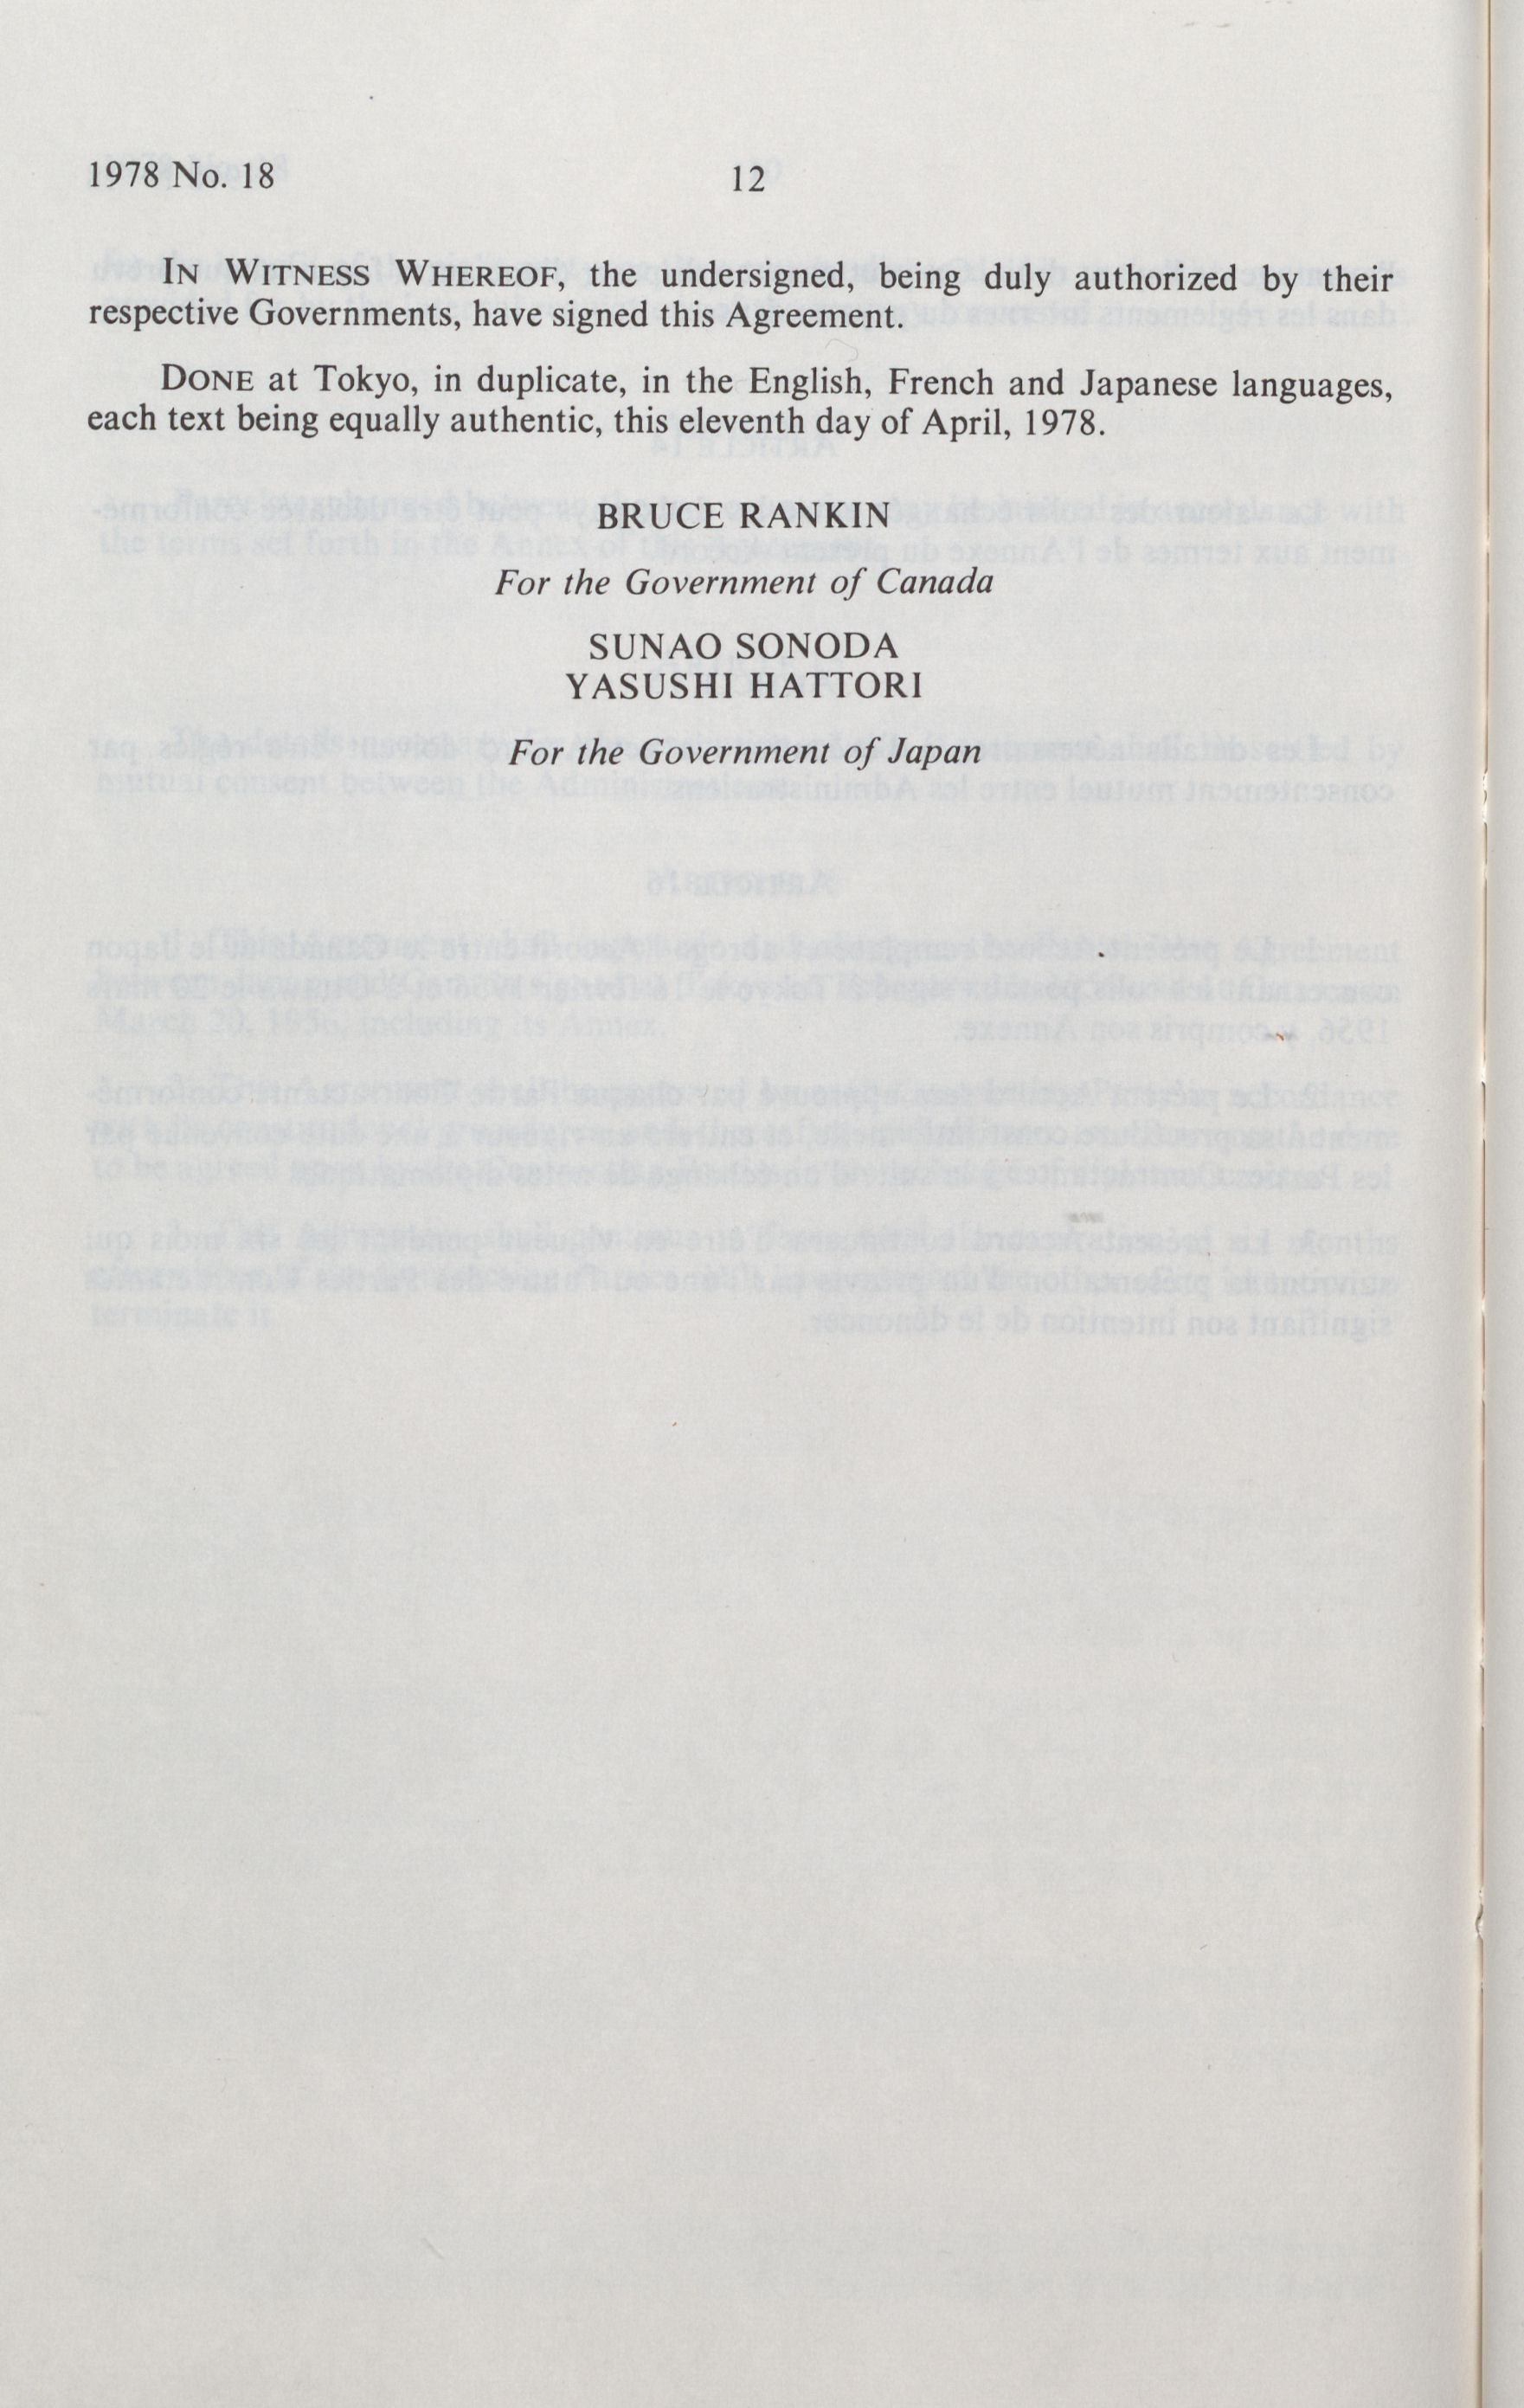 1978 No. 18
12
IN WITNESS WHEREOF, the undersigned, being duly authorized by their
respective Governments, have signed this Agreement.
DONE at Tokyo, in duplicate, in the English, French and Japanese languages,
each text being equally authentic, this eleventh day of April, 1978.
BRUCE RANKIN
For the Government of Canada
SUNAO SONODA
YASUSHI HATTORI
For the Government of Japan